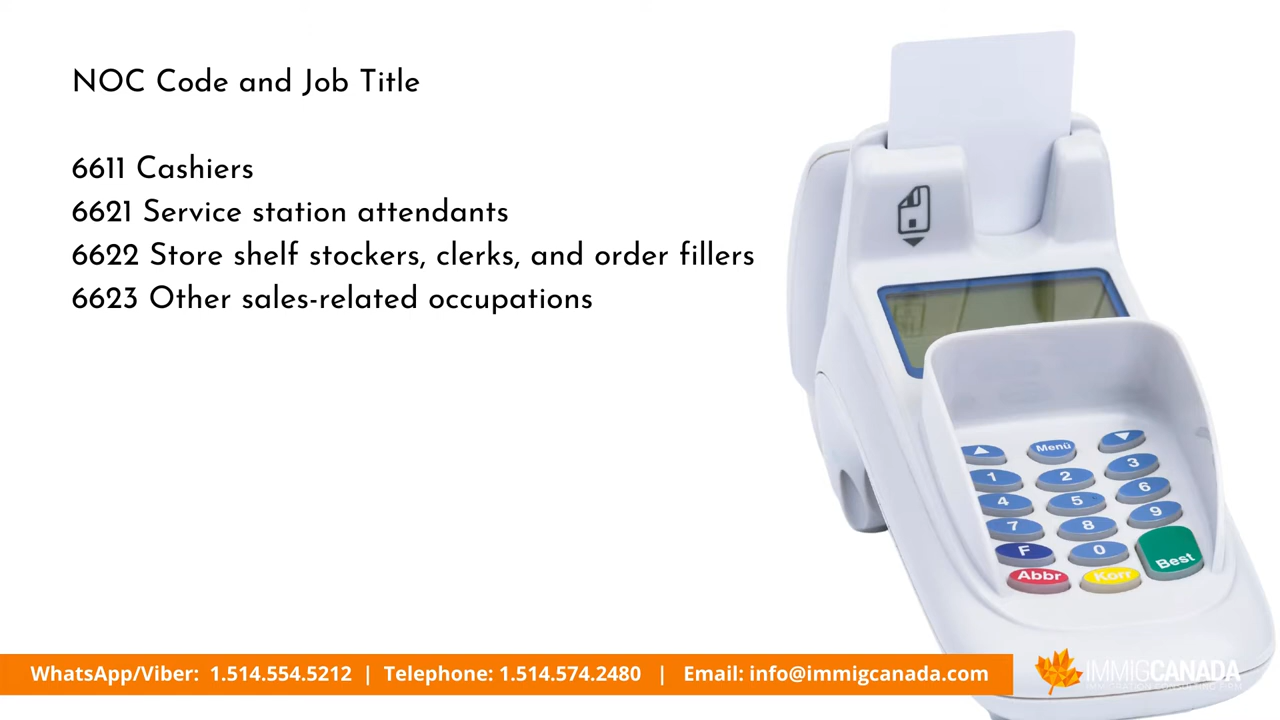 NOC Code and Job Title
6611 Cashiers
6621 Service station attendants
6622 Store shelf stockers, clerks, and order fillers
6623 Other sales-related occupations
Menü
1 2 3
4 5 6
7 8 9
F 0 Best
Abbr Korr
WhatsApp/Viber: 1.514.554.5212 | Telephone: 1.514.574.2480 | Email: info@immigcanada.com
IMMIGCANADA